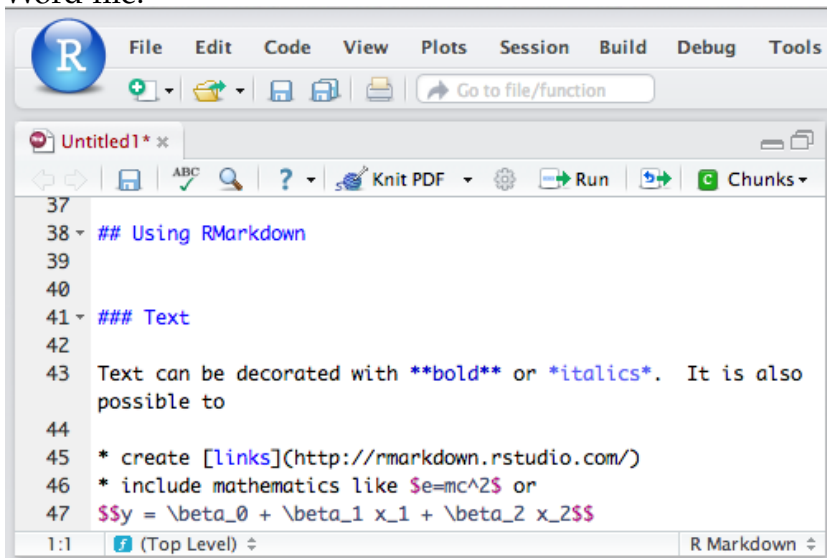 Word file.
R File Edit Code View Plots Session Build Debug Tools
Go to file/function
Untitled1*
ABC ? Knit PDF Run C Chunks
37
38 ## Using RMarkdown
39
40
41 ### Text
42
43 Text can be decorated with **bold** or *italics*. It is also
possible to
44
45 * create [links](http://rmarkdown.rstudio.com/)
46 * include mathematics like $e=mc^2$ or
47 $$y = \beta_0 + \beta_1 x_1 + \beta_2 x_2$$
1:1 (Top Level) R Markdown